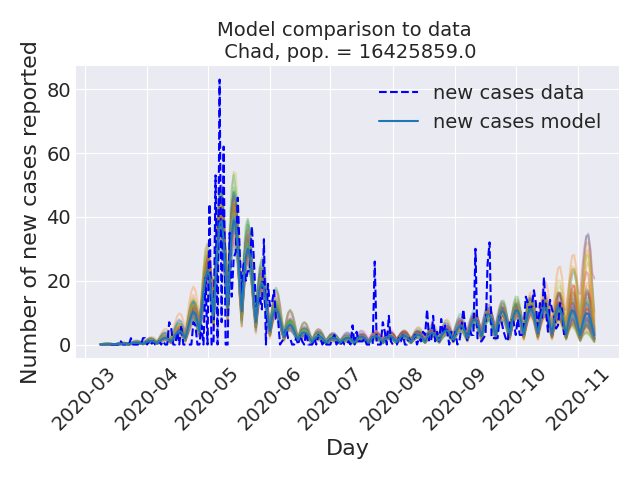 Model comparison to data
Chad, pop. = 16425859.0
Number of new cases reported
80
60
40
20
0
new cases data
new cases model
2020-03
2020-04
2020-05
2020-06
2020-07
2020-08
2020-09
2020-10
2020-11
Day